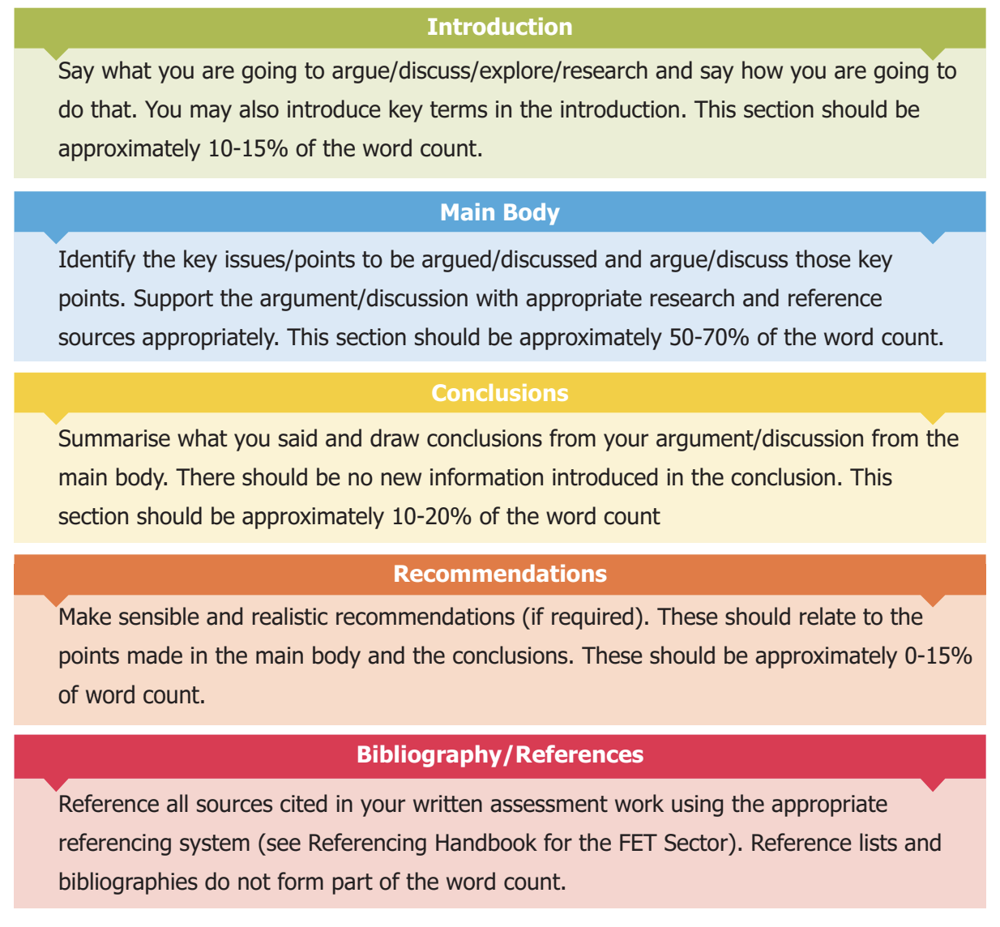 Introduction
Say what you are going to argue/discuss/explore/research and say how you are going to
do that. You may also introduce key terms in the introduction. This section should be
approximately 10-15% of the word count.
Main Body
Identify the key issues/points to be argued/discussed and argue/discuss those key
points. Support the argument/discussion with appropriate research and reference
sources appropriately. This section should be approximately 50-70% of the word count.
Conclusions
Summarise what you said and draw conclusions from your argument/discussion from the
main body. There should be no new information introduced in the conclusion. This
section should be approximately 10-20% of the word count
Recommendations
Make sensible and realistic recommendations (if required). These should relate to the
points made in the main body and the conclusions. These should be approximately 0-15%
of word count.
Bibliography/References
Reference all sources cited in your written assessment work using the appropriate
referencing system (see Referencing Handbook for the FET Sector). Reference lists and
bibliographies do not form part of the word count.